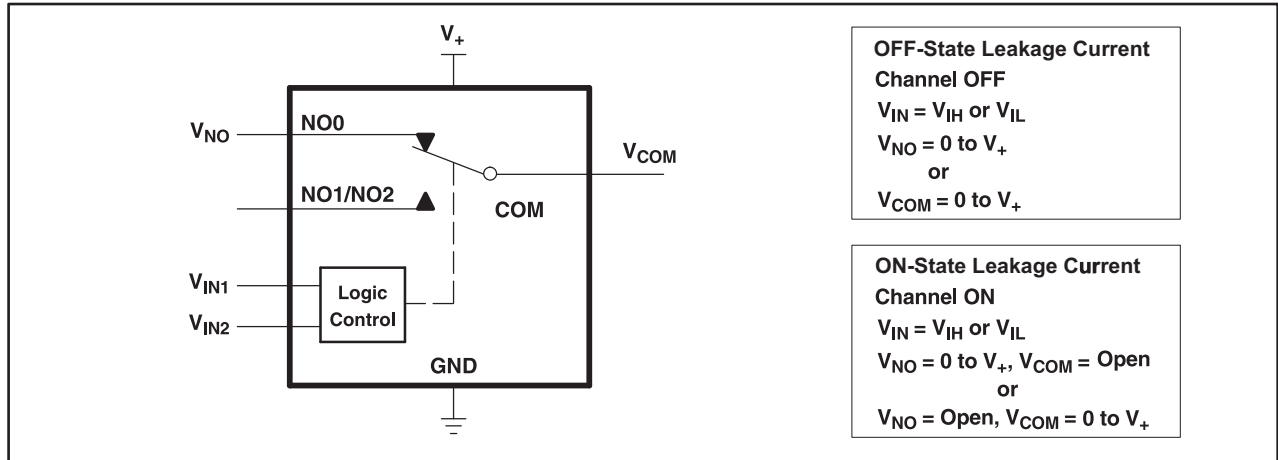 V+
VNO
NO0
VCOM
NO1/NO2
COM
VIN1
VIN2
Logic
Control
GND
OFF-State Leakage Current
Channel OFF
VIN = VIH or VIL
VNO = 0 to V+
or
VCOM = 0 to V+
ON-State Leakage Current
Channel ON
VIN = VIH or VIL
VNO = 0 to V+, VCOM = Open
or
VNO = Open, VCOM = 0 to V+